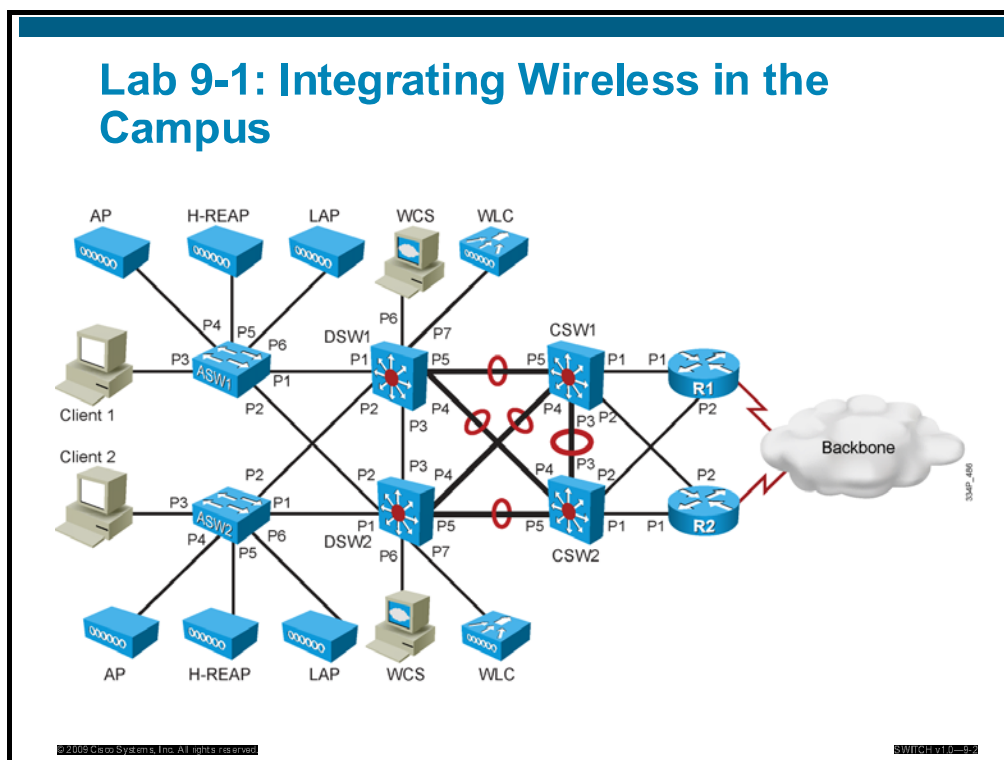 Lab 9-1: Integrating Wireless in the
Campus
AP
H-REAP
LAP
WCS
WLC
P4
P5
P6
P6
P7
DSW1
CSW1
P3
ASW1
P1
P1
P5
P5
P1
P1
R1
Client 1
P2
P2
P4
P4
P2
P2
P3
P3
Backbone
Client 2
P2
P2
P3
P4
P4
P3
P2
P2
P3
ASW2
P1
P1
P5
P5
P1
P1
R2
P4
P5
P6
DSW2
P6
P7
CSW2
AP
H-REAP
LAP
WCS
WLC
334P_486
© 2009 Cisco Systems, Inc. All rights reserved.
SWITCH v1.0—9-2